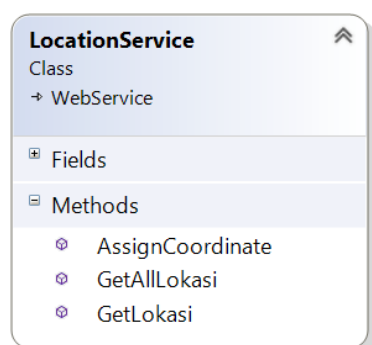 LocationService
Class
WebService
Fields
Methods
AssignCoordinate
GetAllLokasi
GetLokasi